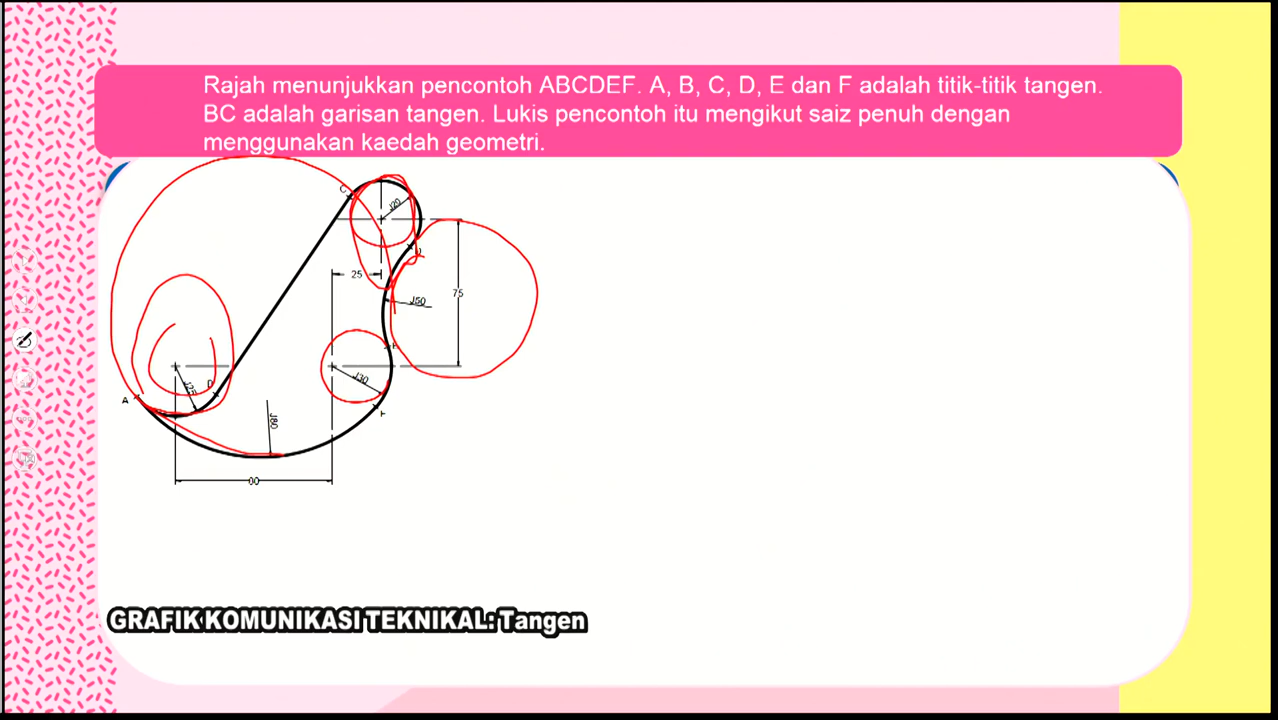 Rajah menunjukkan pencontoh ABCDEF. A, B, C, D, E dan F adalah titik-titik tangen.
BC adalah garisan tangen. Lukis pencontoh itu mengikut saiz penuh dengan
menggunakan kaedah geometri.
C
J20
25
J50
75
J30
J25
A
J80
GRAFIK KOMUNIKASI TEKNIKAL: Tangen